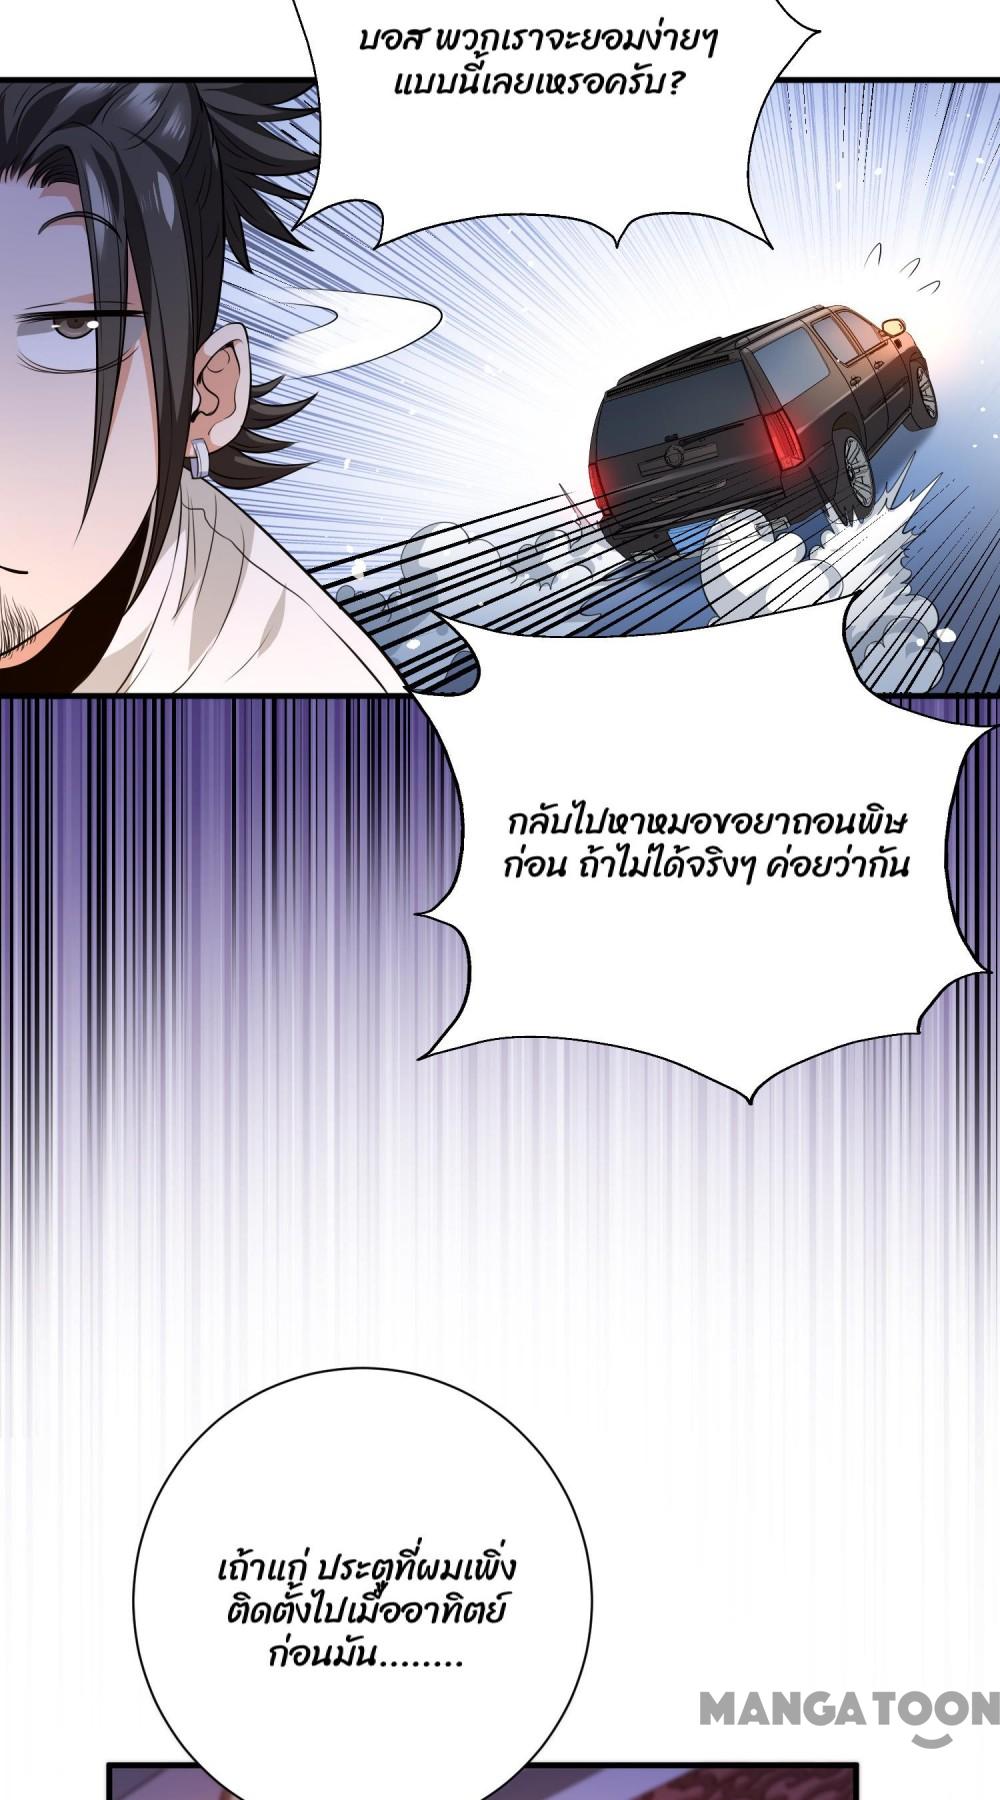 บอส พวกเราจะยอมง่ายๆ
แบบนี้เลยเหรอครับ?
กลับไปหาหมอขอยาถอนพิษ
ก่อน ถ้าไม่ได้จริงๆ ค่อยว่ากัน
เถ้าแก่ ประตูที่ผมเพิ่ง
ติดตั้งไปเมื่ออาทิตย์
ก่อนมัน........
MANGATOON